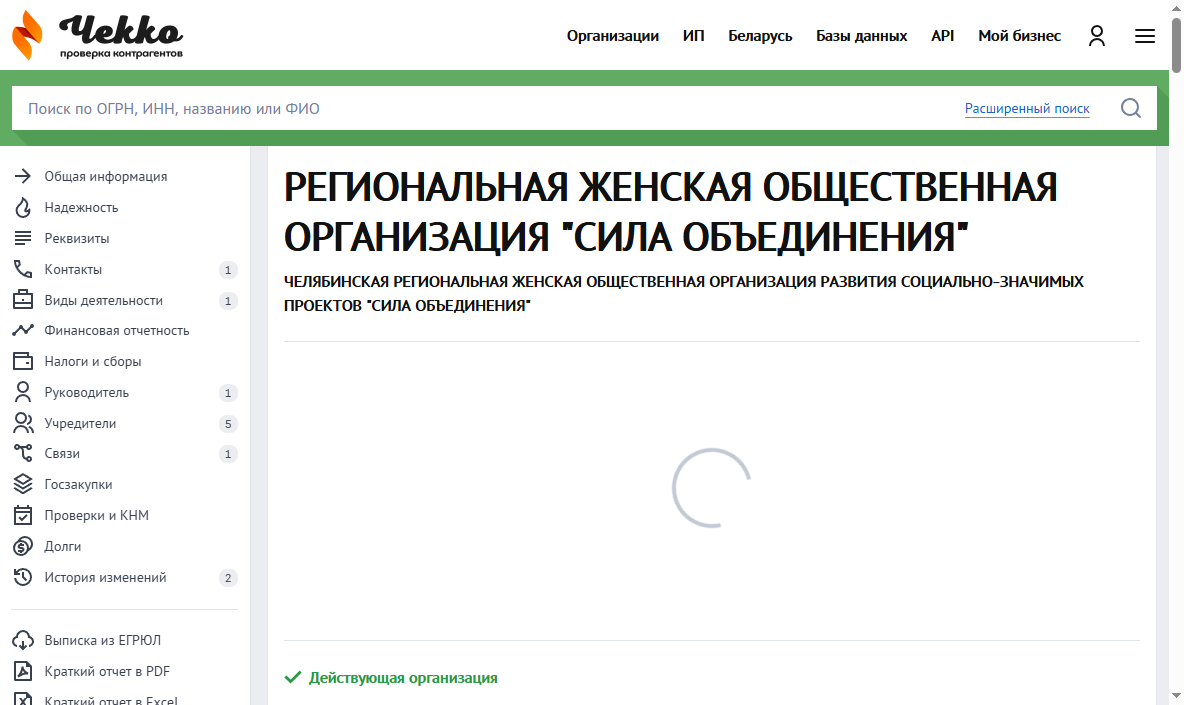 Чекко
проверка контрагентов
Организации
ИП
Беларусь
Базы данных
API
Мой бизнес
Поиск по ОГРН, ИНН, названию или ФИО
Расширенный поиск
Общая информация
Надежность
Реквизиты
Контакты 1
Виды деятельности 1
Финансовая отчетность
Налоги и сборы
Руководитель 1
Учредители 5
Связи 1
Госзакупки
Проверки и КНМ
Долги
История изменений 2
Выписка из ЕГРЮЛ
Краткий отчет в PDF
Краткий отчет в Excel
РЕГИОНАЛЬНАЯ ЖЕНСКАЯ ОБЩЕСТВЕННАЯ
ОРГАНИЗАЦИЯ "СИЛА ОБЪЕДИНЕНИЯ"
ЧЕЛЯБИНСКАЯ РЕГИОНАЛЬНАЯ ЖЕНСКАЯ ОБЩЕСТВЕННАЯ ОРГАНИЗАЦИЯ РАЗВИТИЯ СОЦИАЛЬНО-ЗНАЧИМЫХ
ПРОЕКТОВ "СИЛА ОБЪЕДИНЕНИЯ"
Действующая организация